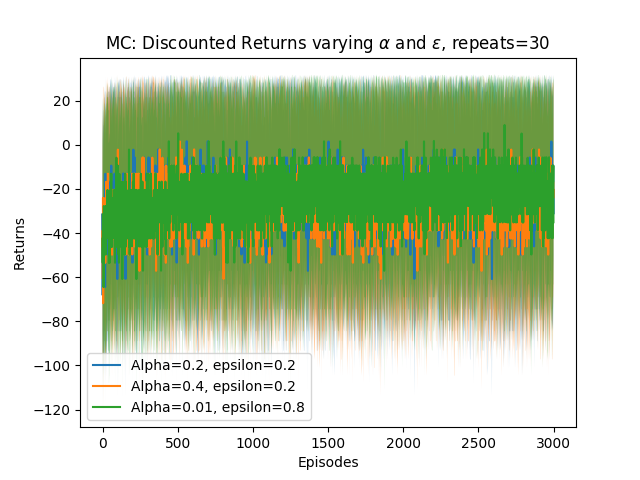 MC: Discounted Returns varying α and ε, repeats=30
Returns
20
0
−20
−40
−60
−80
−100
−120
Alpha=0.2, epsilon=0.2
Alpha=0.4, epsilon=0.2
Alpha=0.01, epsilon=0.8
0 500 1000 1500 2000 2500 3000
Episodes